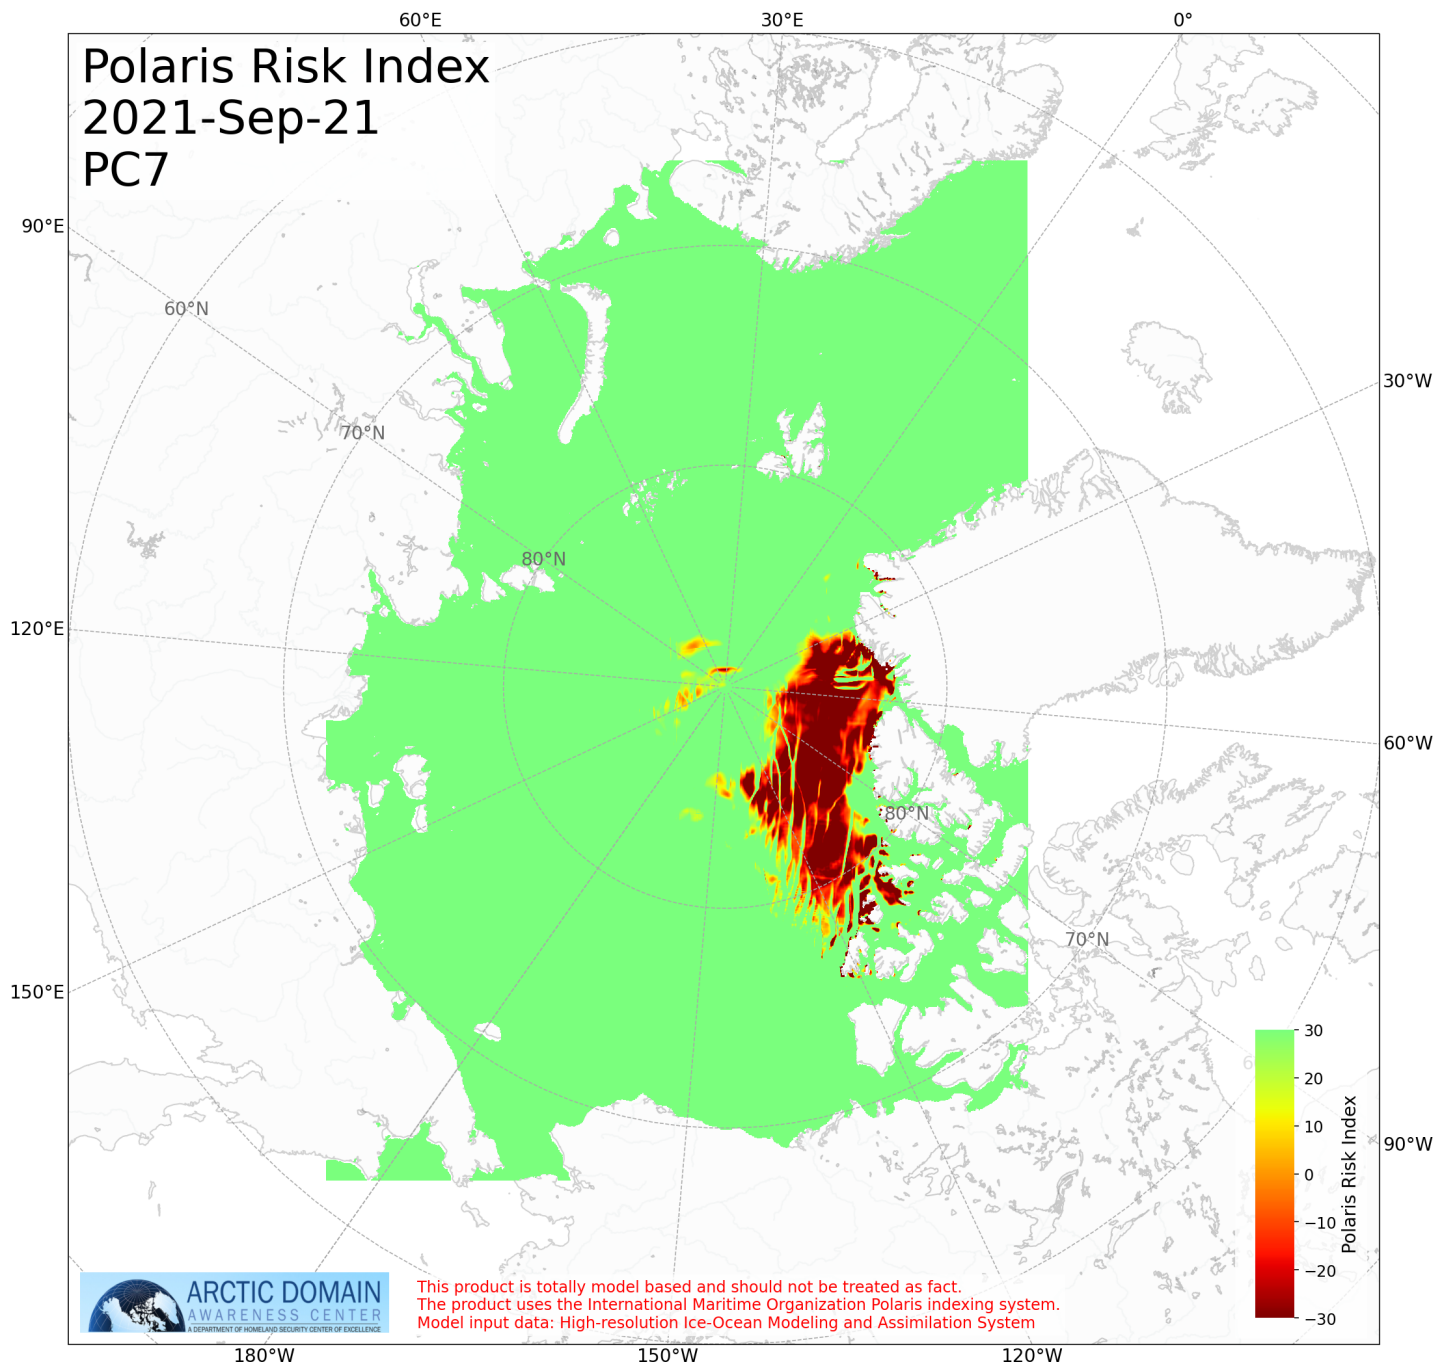 60°E
30°E
0°
Polaris Risk Index
2021-Sep-21
PC7
90°E
60°N
30°W
70°N
80°N
120°E
60°W
80°N
70°N
150°E
30
20
10
0
−10
−20
−30
Polaris Risk Index
90°W
ARCTIC DOMAIN
AWARENESS CENTER
A DEPARTMENT OF HOMELAND SECURITY CENTER OF EXCELLENCE
This product is totally model based and should not be treated as fact.
The product uses the International Maritime Organization Polaris indexing system.
Model input data: High-resolution Ice-Ocean Modeling and Assimilation System
180°W
150°W
120°W